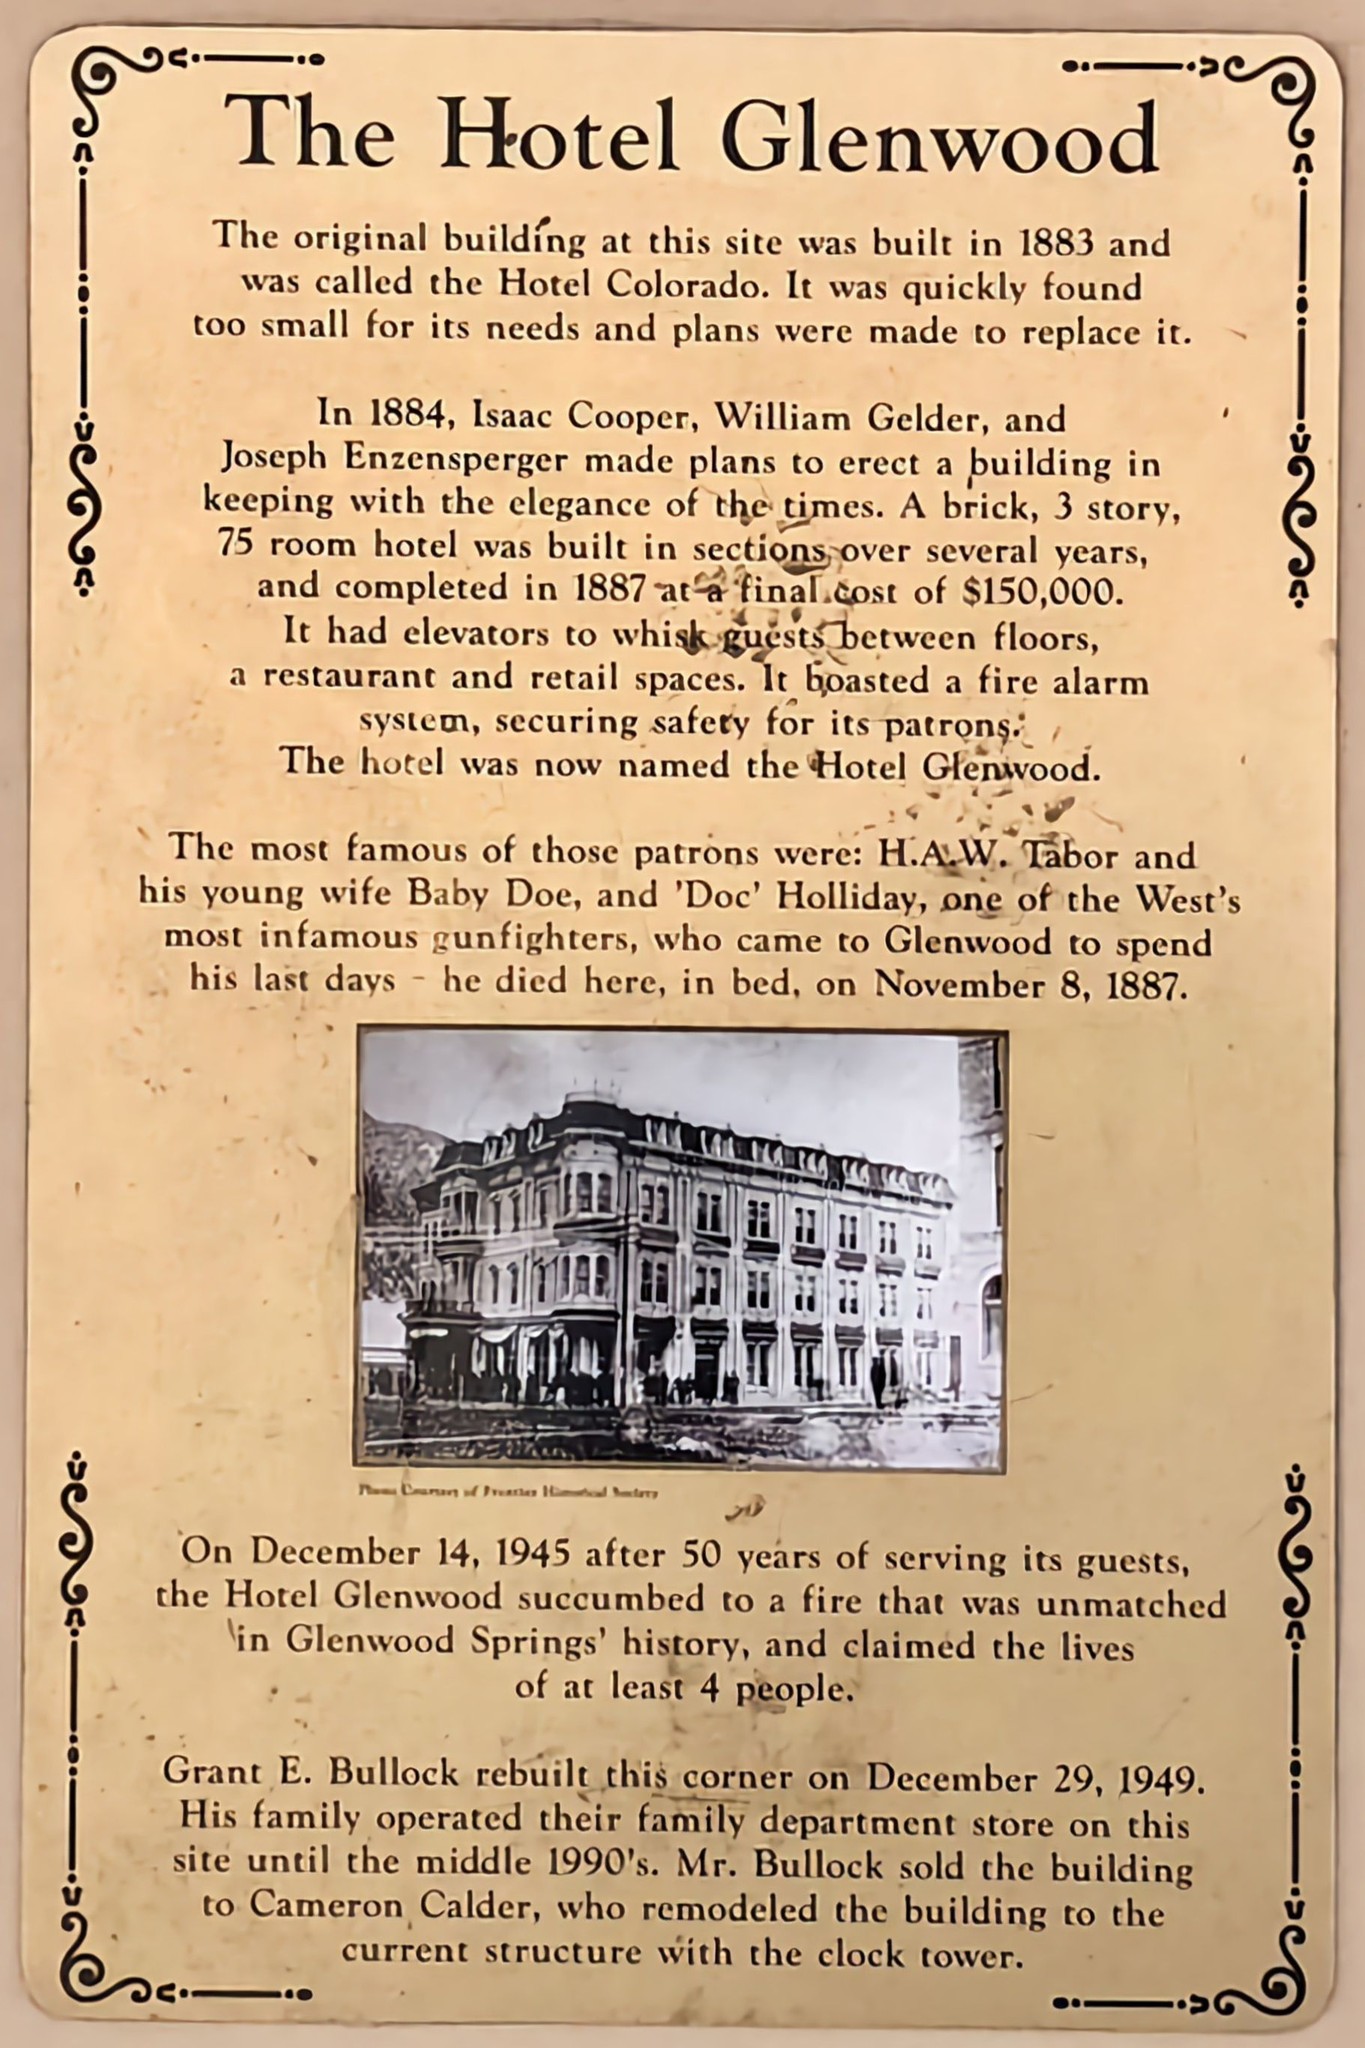 The Hotel Glenwood
The original building at this site was built in 1883 and
was called the Hotel Colorado. It was quickly found
too small for its needs and plans were made to replace it.
In 1884, Isaac Cooper, William Gelder, and
Joseph Enzensperger made plans to erect a building in
keeping with the elegance of the times. A brick, 3 story,
75 room hotel was built in sections over several years,
and completed in 1887 at a final cost of $150,000.
It had elevators to whisk guests between floors,
a restaurant and retail spaces. It boasted a fire alarm
system, securing safety for its patrons.
The hotel was now named the Hotel Glenwood.
The most famous of those patrons were: H.A.W. Tabor and
his young wife Baby Doe, and 'Doc' Holliday, one of the West's
most infamous gunfighters, who came to Glenwood to spend
his last days - he died here, in bed, on November 8, 1887.
Photo Courtesy of Frontier Historical Society
On December 14, 1945 after 50 years of serving its guests,
the Hotel Glenwood succumbed to a fire that was unmatched
in Glenwood Springs' history, and claimed the lives
of at least 4 people.
Grant E. Bullock rebuilt this corner on December 29, 1949.
His family operated their family department store on this
site until the middle 1990's. Mr. Bullock sold the building
to Cameron Calder, who remodeled the building to the
current structure with the clock tower.